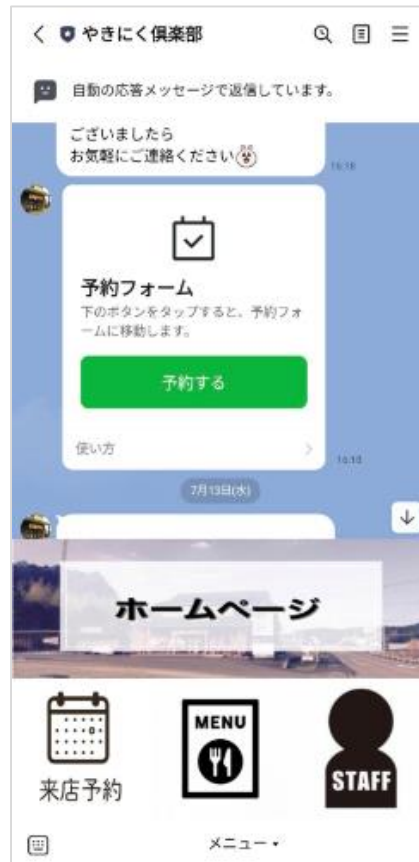 やきにく倶楽部
自動の応答メッセージで返信しています。
ございましたら
お気軽にご連絡ください
16:18
予約フォーム
下のボタンをタップすると、予約フォ
ームに移動します。
予約する
使い方
16:18
7月13日(水)
ホームページ
来店予約
MENU
STAFF
メニュー